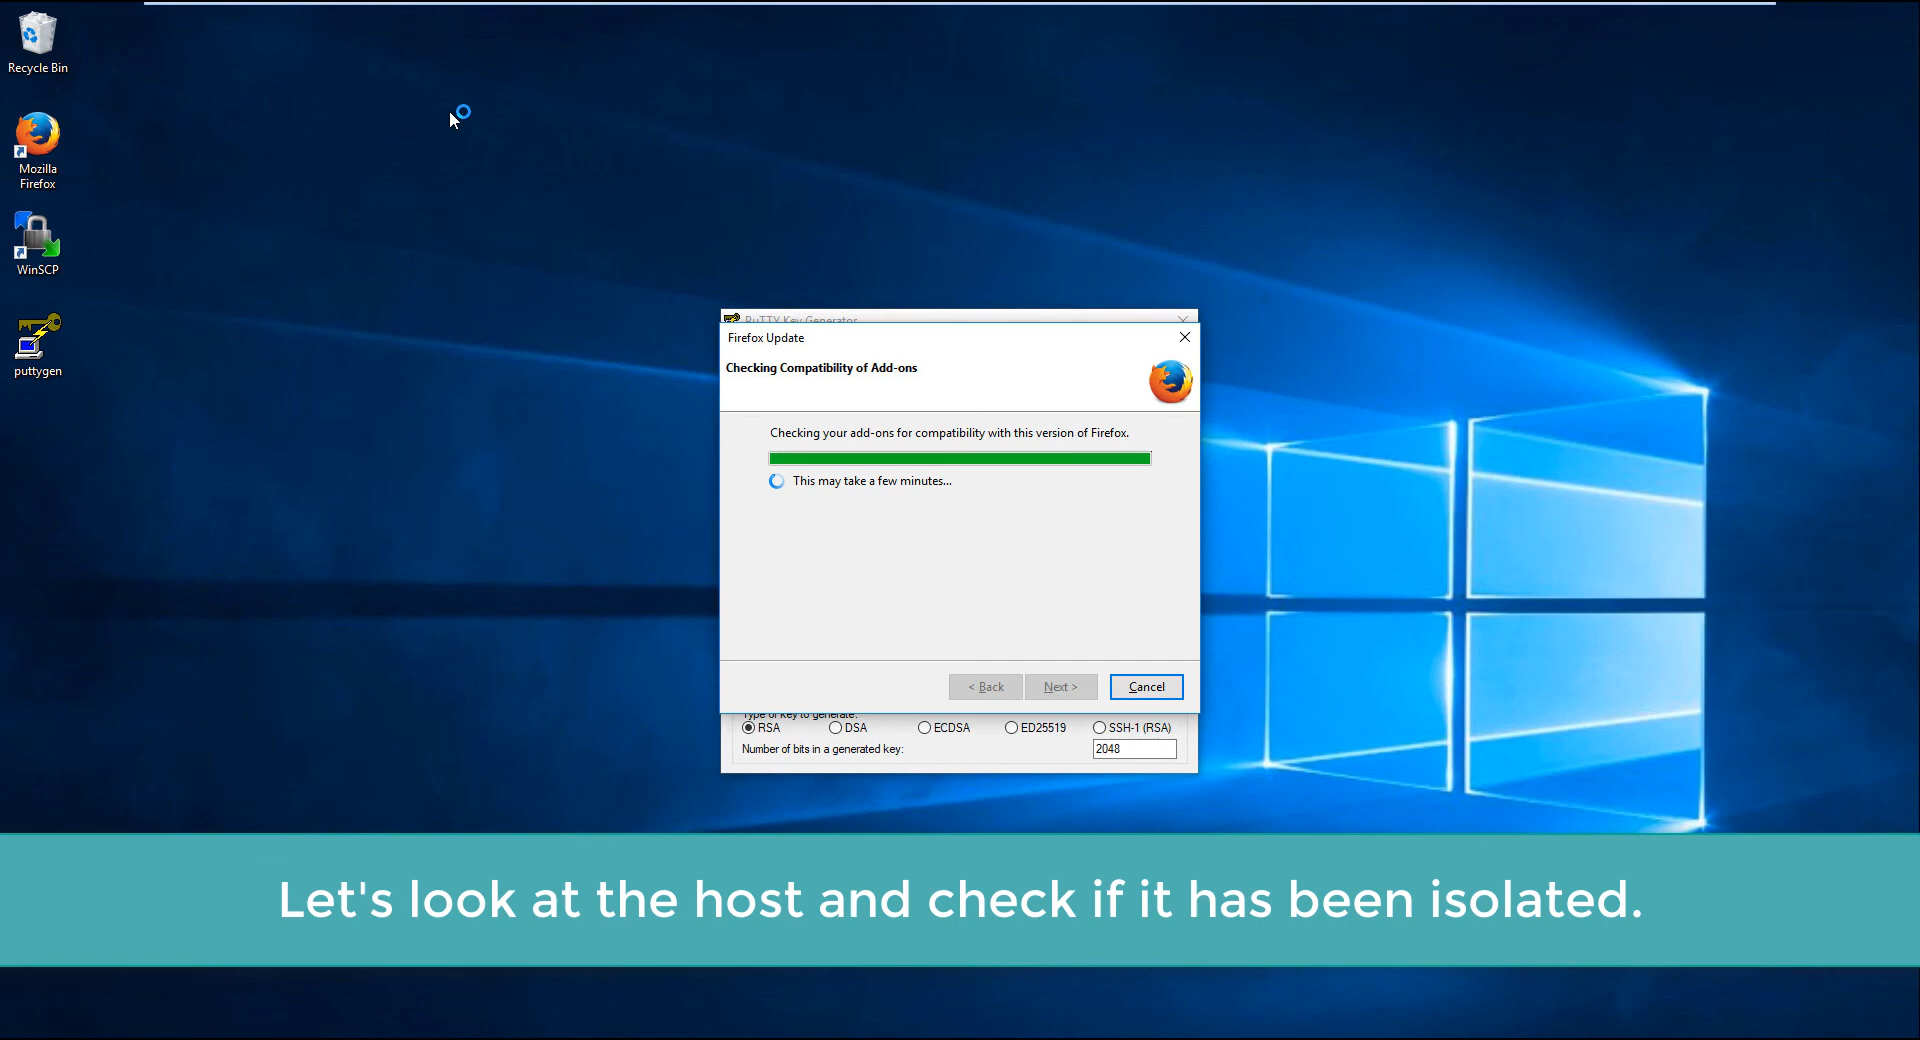 Recycle Bin
Mozilla
Firefox
WinSCP
puttygen
PuTTY Key Generator
Firefox Update
Checking Compatibility of Add-ons
Checking your add-ons for compatibility with this version of Firefox.
This may take a few minutes...
< Back Next > Cancel
Type of key to generate:
RSA DSA ECDSA ED25519 SSH-1 (RSA)
Number of bits in a generated key: 2048
Let's look at the host and check if it has been isolated.